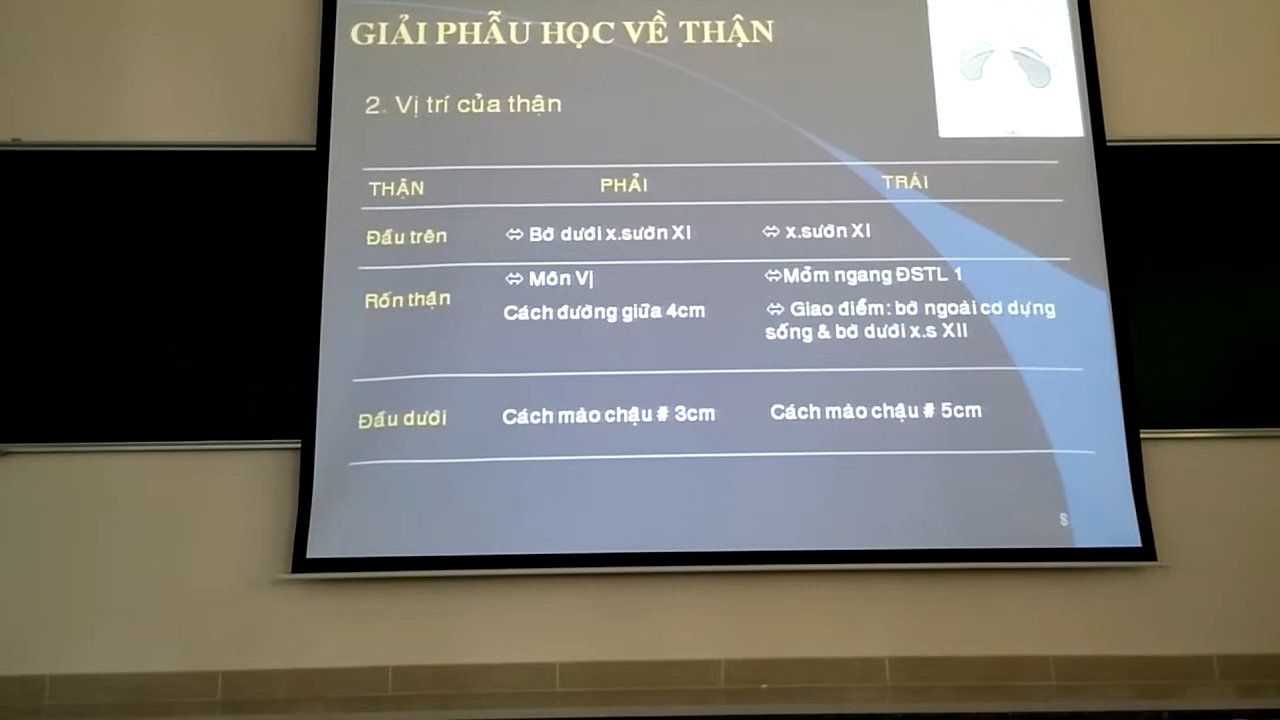 GIẢI PHẪU HỌC VỀ THẬN
2. Vị trí của thận
THẬN PHẢI TRÁI
Đầu trên ⬄ Bờ dưới x.sườn XI ⬄ x.sườn XI
Rốn thận ⬄ Môn Vị ⬄Mỏm ngang ĐSTL 1
Cách đường giữa 4cm ⬄ Giao điểm: bờ ngoài cơ dựng
sống & bờ dưới x.s XII
Đầu dưới Cách mào chậu # 3cm Cách mào chậu # 5cm
8